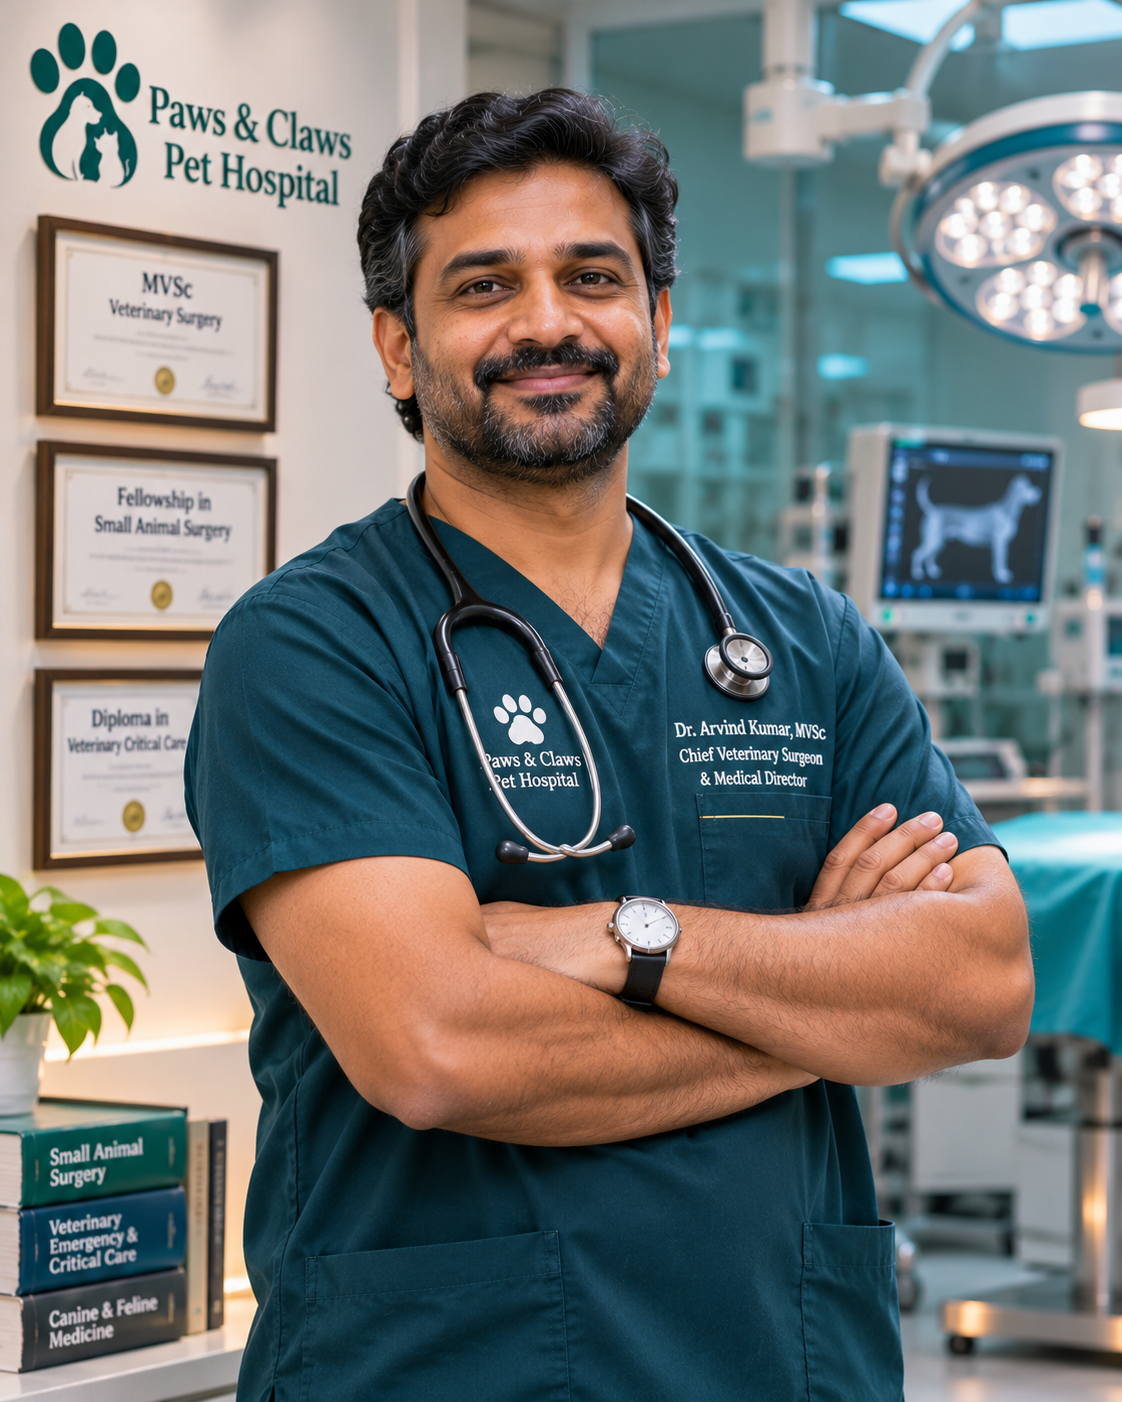 Paws & Claws
Pet Hospital
MVSc
Veterinary Surgery
Fellowship in
Small Animal Surgery
Diploma in
Veterinary Critical Care
Paws & Claws
Pet Hospital
Dr. Arvind Kumar, MVSc
Chief Veterinary Surgeon
& Medical Director
Small Animal
Surgery
Veterinary
Emergency &
Critical Care
Canine & Feline
Medicine